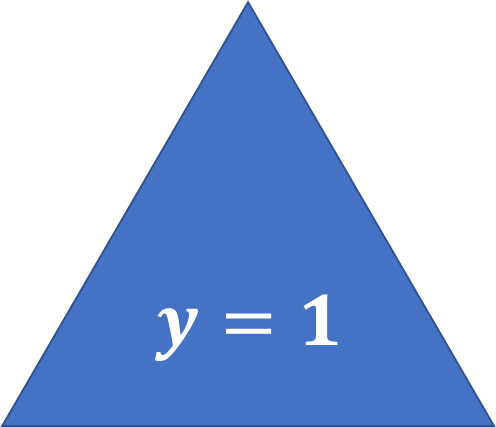 y = 1